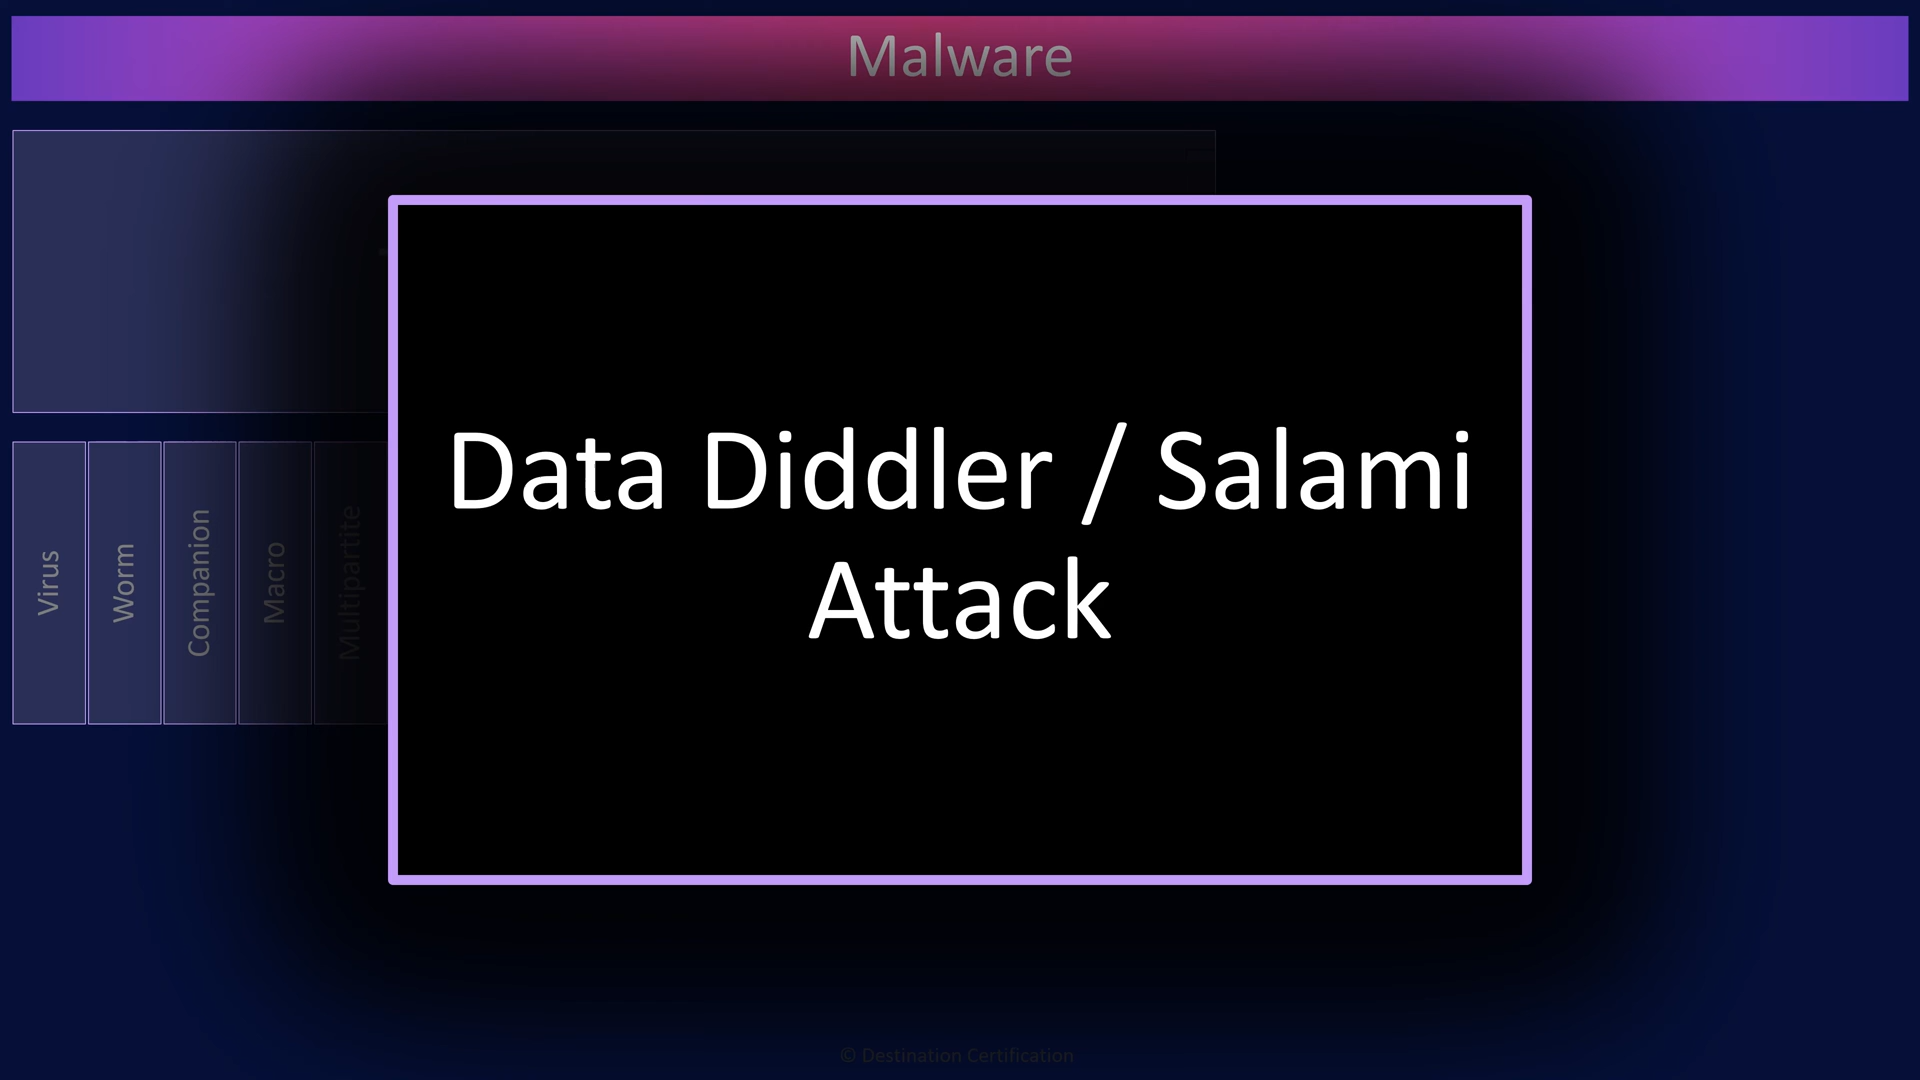 Malware
Data Diddler / Salami
Attack
Virus
Worm
Companion
Macro
Multipartite
© Destination Certification